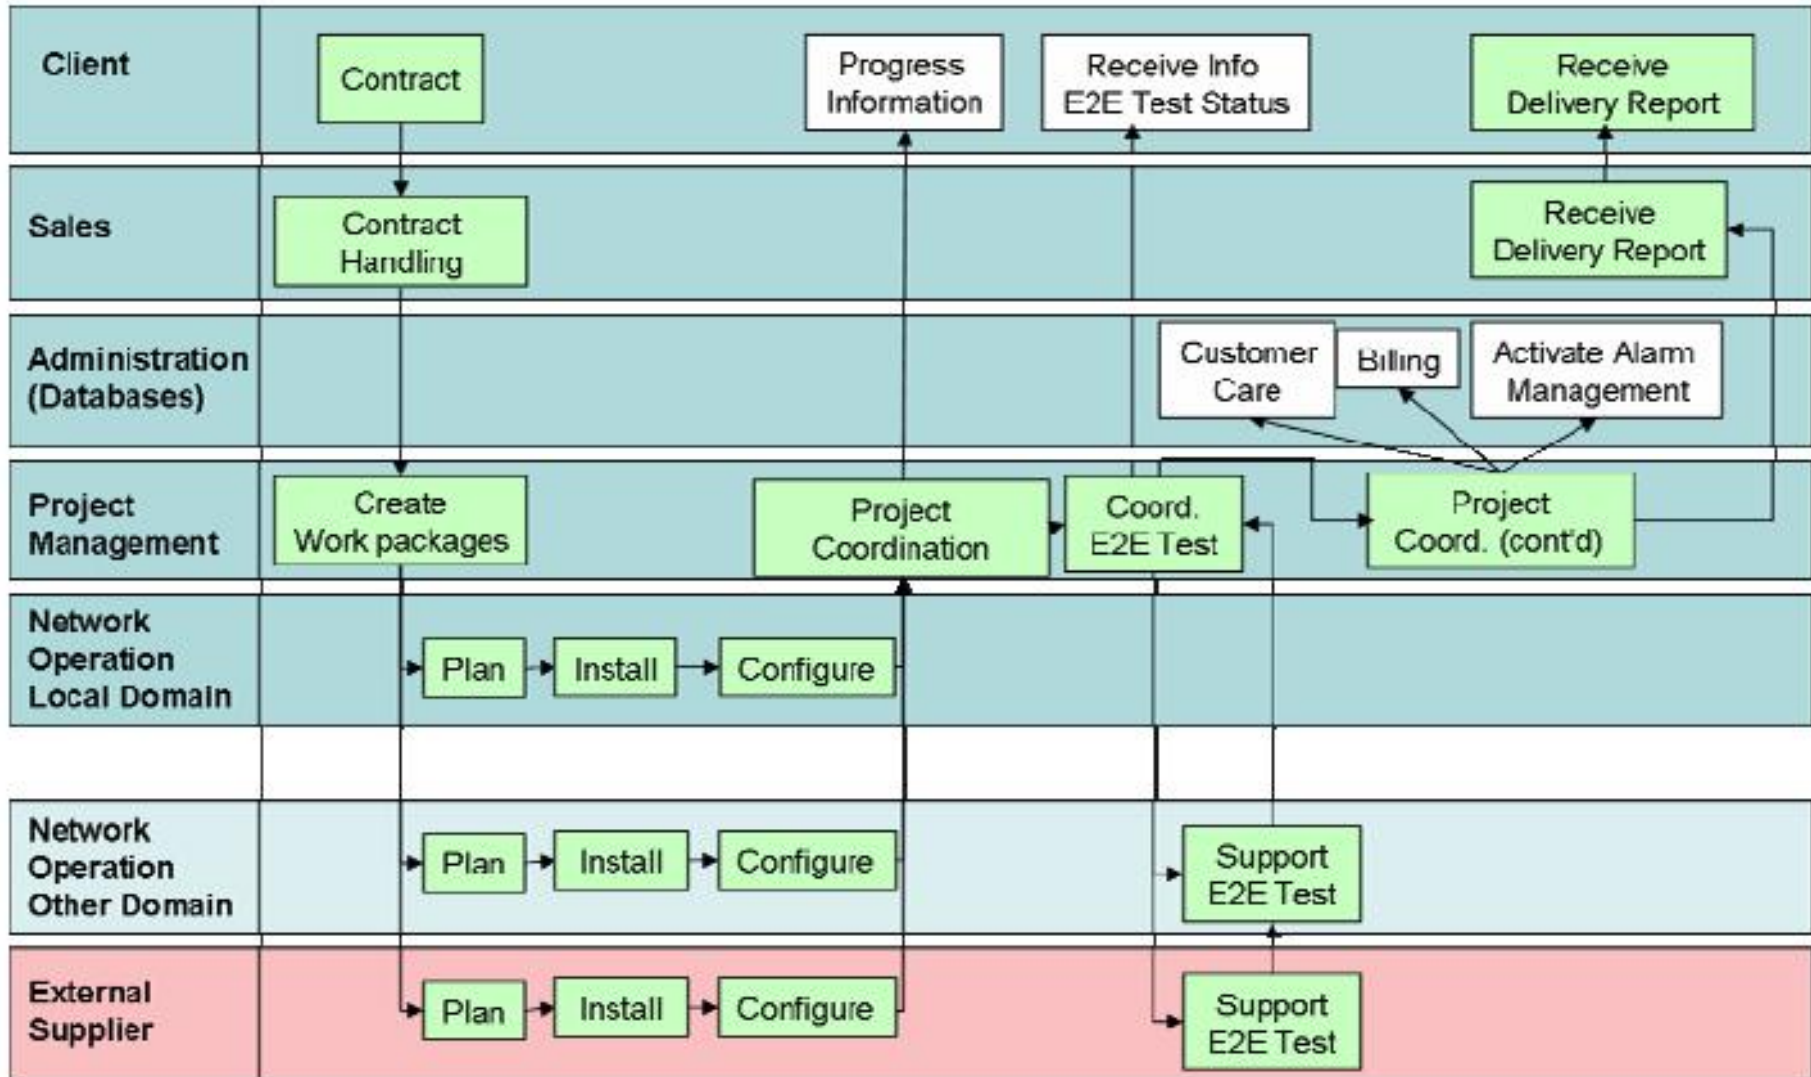 Client
Contract
Progress
Information
Receive Info
E2E Test Status
Receive
Delivery Report
Sales
Contract
Handling
Receive
Delivery Report
Administration
(Databases)
Customer
Care
Billing
Activate Alarm
Management
Project
Management
Create
Work packages
Project
Coordination
Coord.
E2E Test
Project
Coord. (cont'd)
Network
Operation
Local Domain
Plan
Install
Configure
Network
Operation
Other Domain
Plan
Install
Configure
Support
E2E Test
External
Supplier
Plan
Install
Configure
Support
E2E Test